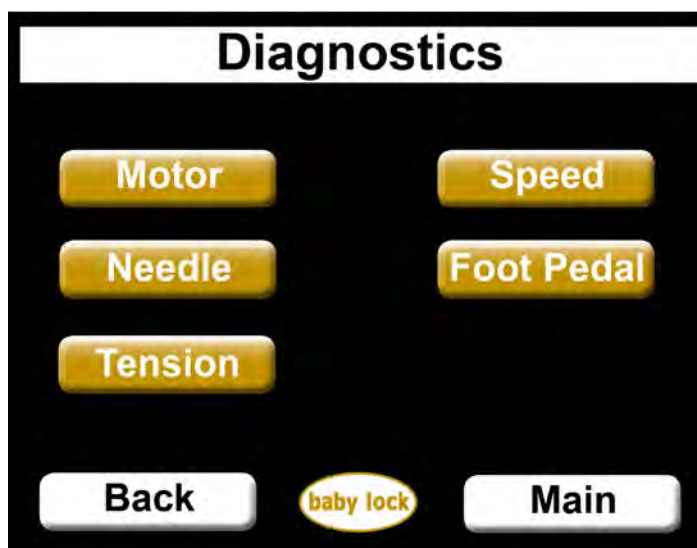 Diagnostics
Motor
Speed
Needle
Foot Pedal
Tension
Back
baby lock
Main